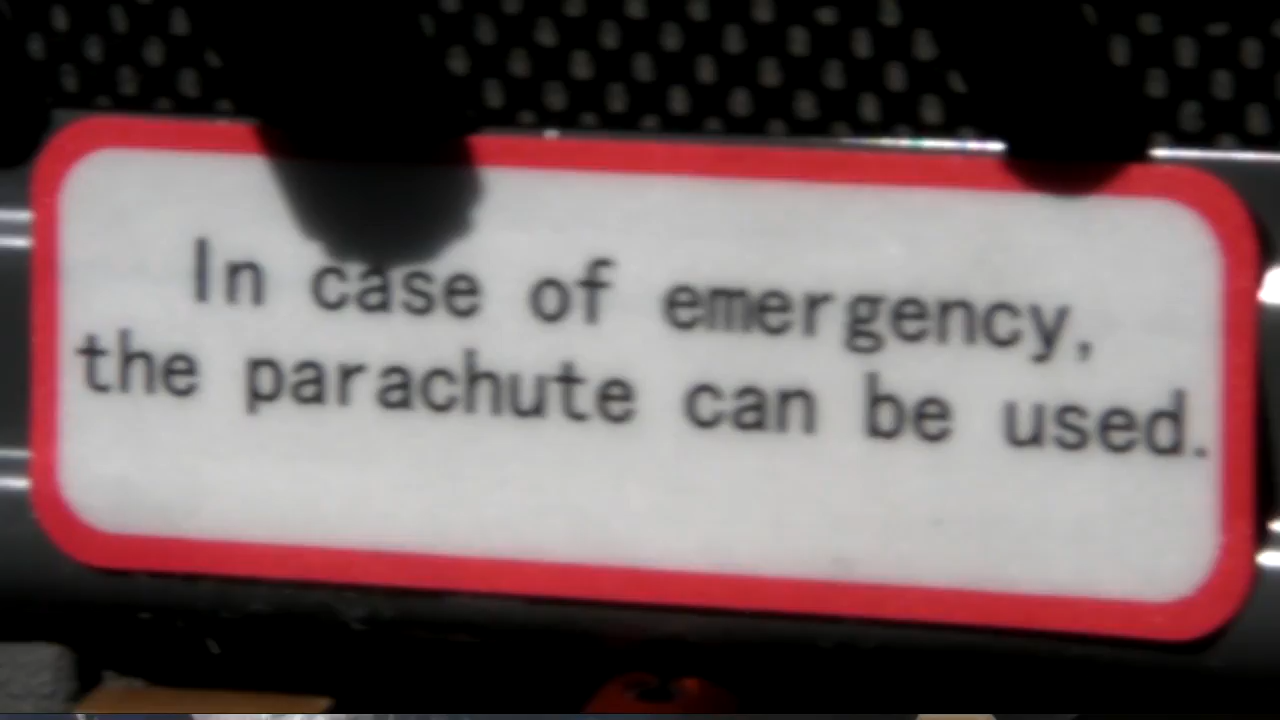 In case of emergency,
the parachute can be used.